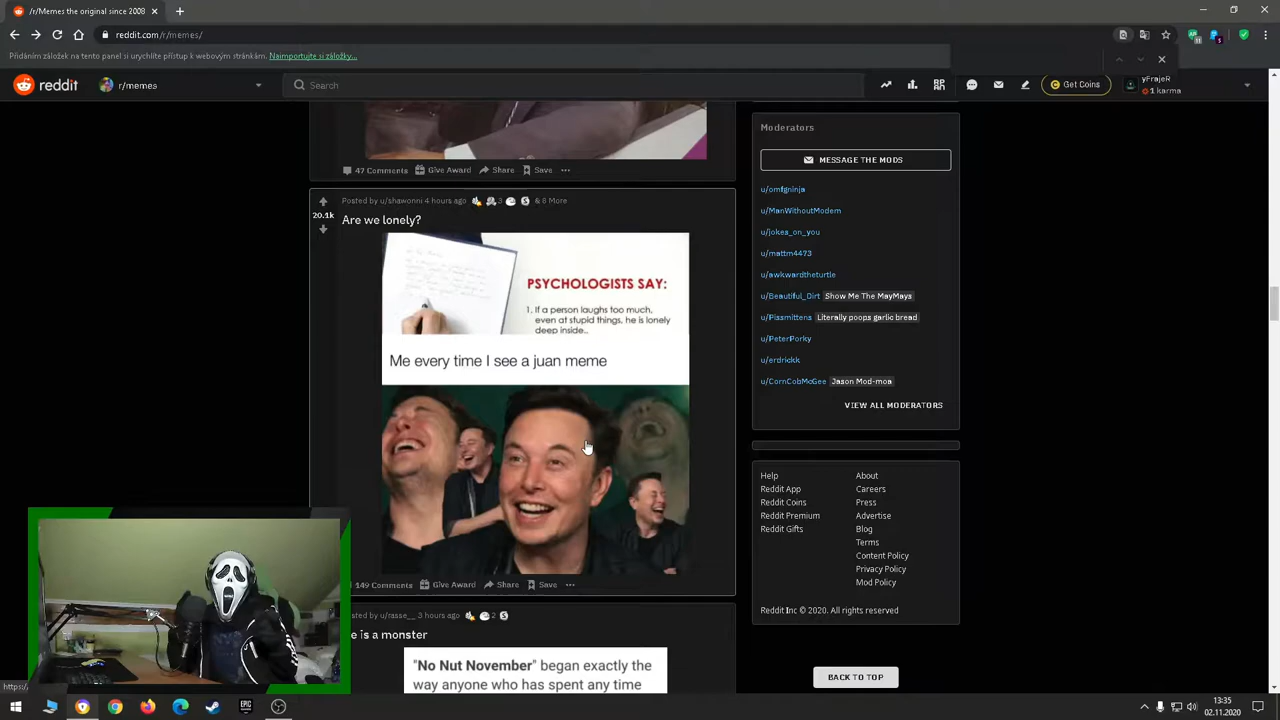 /r/Memes the original since 2008
reddit.com/r/memes/
Přidáním záložek na tento panel si urychlíte přístup k webovým stránkám. Naimportujte si záložky...
reddit
r/memes
Search
Get Coins
yFrajeR
1 karma
47 Comments
Give Award
Share
Save
Posted by u/shawonni 4 hours ago
3
& 8 More
20.1k
Are we lonely?
PSYCHOLOGISTS SAY:
1. If a person laughs too much,
even at stupid things, he is lonely
deep inside..
Me every time I see a juan meme
149 Comments
Give Award
Share
Save
osted by u/rasse__ 3 hours ago
2
e is a monster
"No Nut November" began exactly the
way anyone who has spent any time
Moderators
MESSAGE THE MODS
u/omfgninja
u/ManWithoutModem
u/jokes_on_you
u/mattm4473
u/awkwardtheturtle
u/Beautiful_Dirt Show Me The MayMays
u/Pissmittens Literally poops garlic bread
u/PeterPorky
u/erdrickk
u/CornCobMcGee Jason Mod-moa
VIEW ALL MODERATORS
Help
About
Reddit App
Careers
Reddit Coins
Press
Reddit Premium
Advertise
Reddit Gifts
Blog
Terms
Content Policy
Privacy Policy
Mod Policy
Reddit Inc © 2020. All rights reserved
BACK TO TOP
https:/
EPIC
13:35
02.11.2020